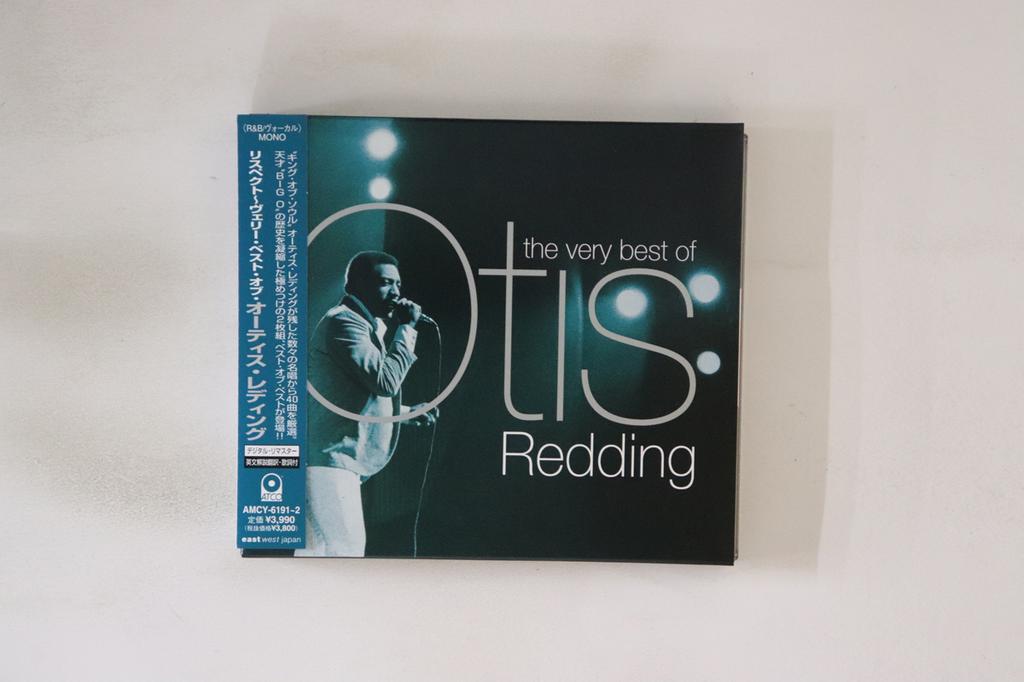 (R&B/ヴォーカル)
MONO
"キング・オブ・ソウル"オーティス・レディングが残した数々の名唱から40曲を厳選。
天才"BIG O"の歴史を凝縮した極めつけの2枚組、ベスト・オブ・ベストが登場!!
リスペクト〜ヴェリー・ベスト・オブ・オーティス・レディング
デジタル・リマスター
英文解説翻訳・歌詞付
ATCO
AMCY-6191~2
定価 ¥3,990
(税抜価格¥3,800)
east west japan
the very best of
Otis
Redding